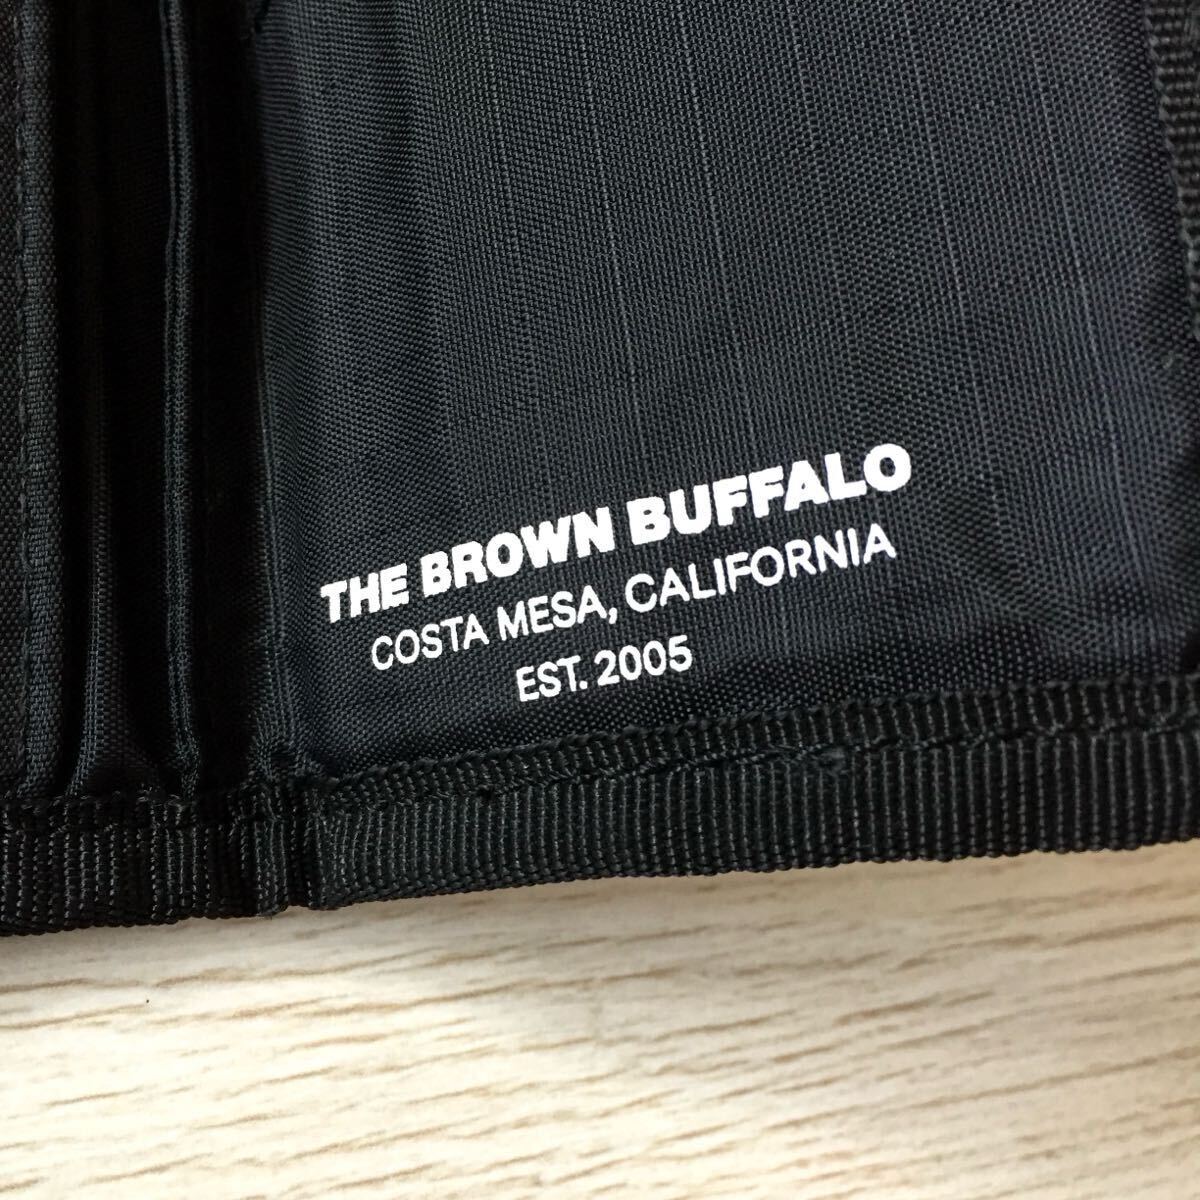 THE BROWN BUFFALO
COSTA MESA, CALIFORNIA
EST. 2005